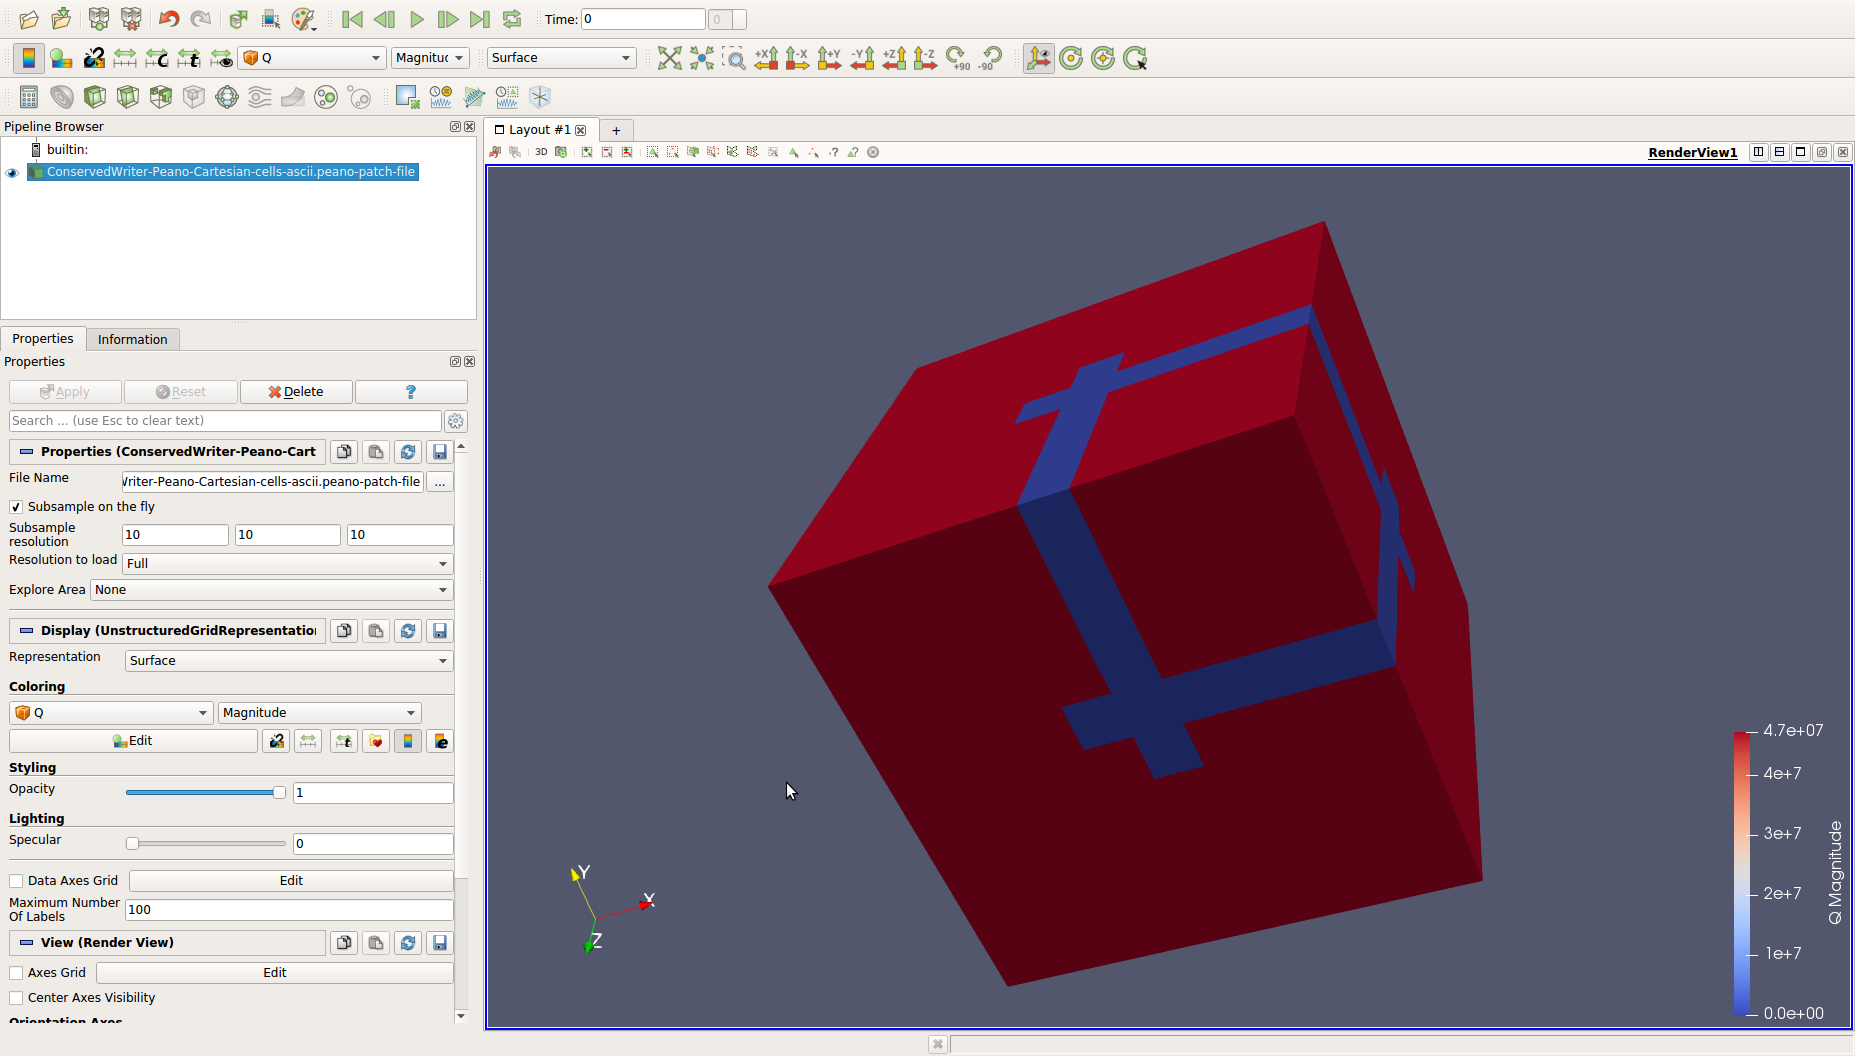 Time: 0
0
Q
Magnituc
Surface
+X
-X
+Y
-Y
+Z
-Z
+90
-90
Pipeline Browser
builtin:
ConservedWriter-Peano-Cartesian-cells-ascii.peano-patch-file
Layout #1
+
3D
RenderView1
Properties
Information
Properties
Apply
Reset
Delete
?
Search ... (use Esc to clear text)
Properties (ConservedWriter-Peano-Cart
File Name
Writer-Peano-Cartesian-cells-ascii.peano-patch-file
...
Subsample on the fly
Subsample resolution
10
10
10
Resolution to load
Full
Explore Area
None
Display (UnstructuredGridRepresentation
Representation
Surface
Coloring
Q
Magnitude
Edit
Styling
Opacity
1
Lighting
Specular
0
Data Axes Grid
Edit
Maximum Number
Of Labels
100
View (Render View)
Axes Grid
Edit
Center Axes Visibility
Orientation Axes
Y
X
Z
4.7e+07
4e+7
3e+7
2e+7
1e+7
0.0e+00
Q Magnitude